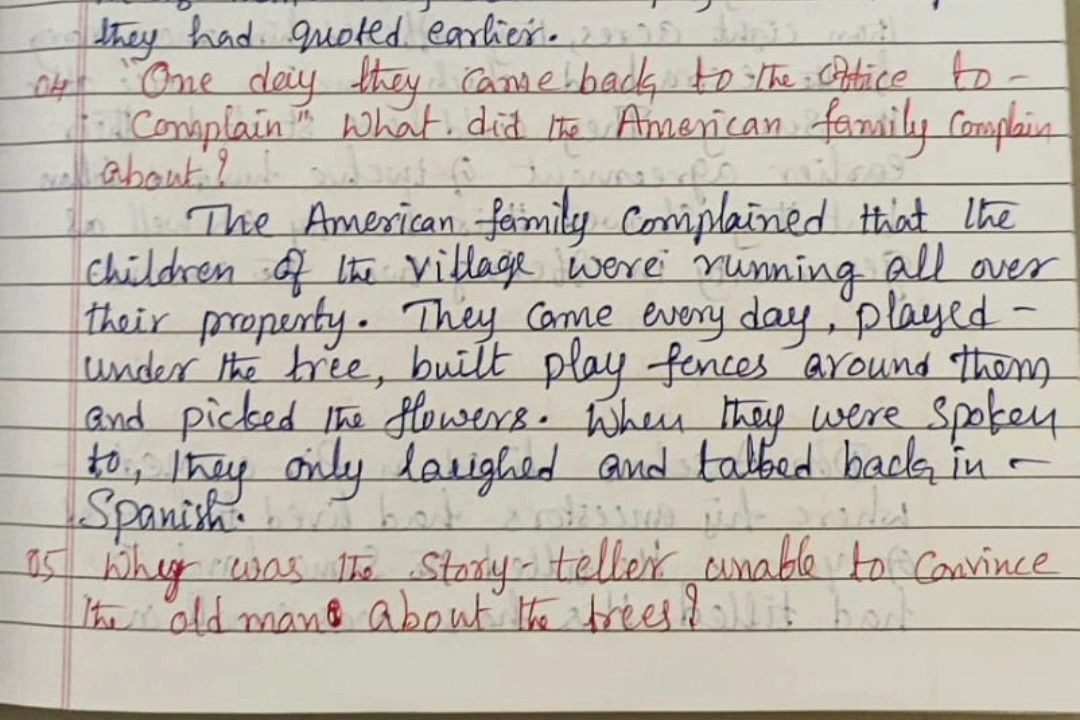 they had quoted earlier.
04 "One day they came back to the office to -
Complain" What did the American family Complain
about?
The American family Complained that the
children of the village were running all over
their property. They came every day, played -
under the tree, built play fences around them
and picked the flowers. When they were spoken
to, they only laughed and talked back in -
Spanish.
05 Why was the story-teller unable to Convince
the old man about the trees?